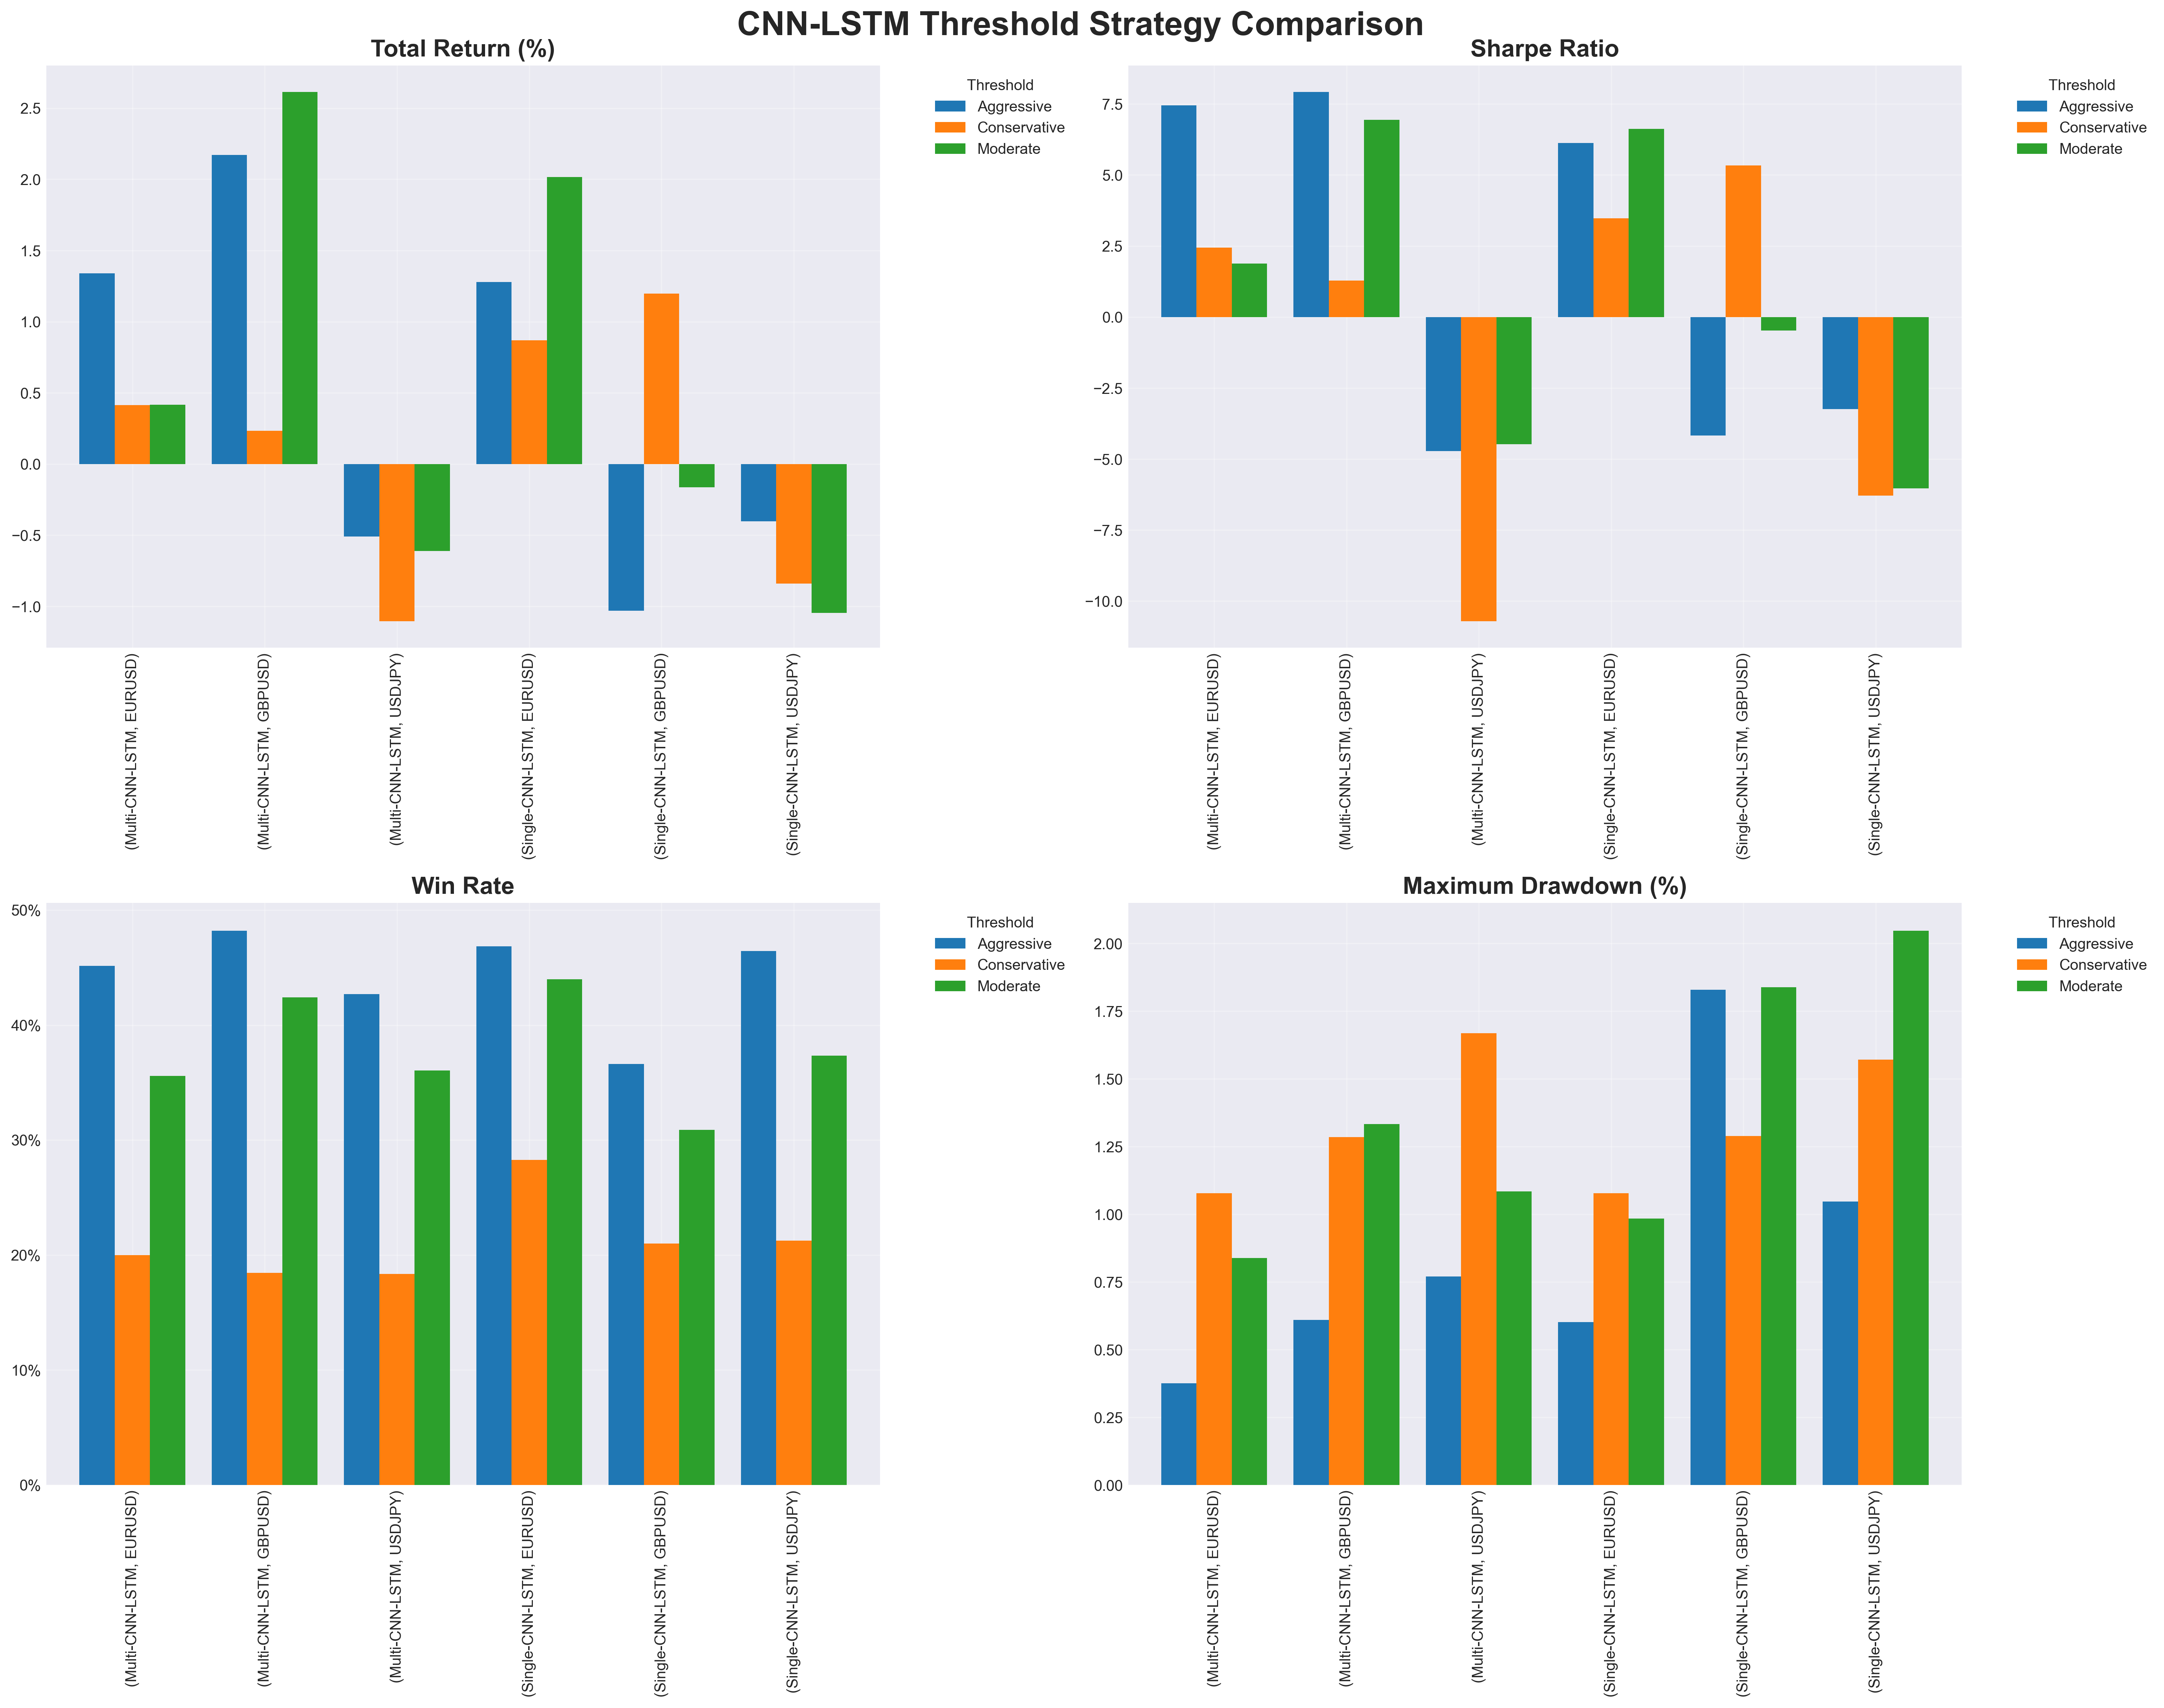 CNN-LSTM Threshold Strategy Comparison
Total Return (%)
2.5
2.0
1.5
1.0
0.5
0.0
−0.5
−1.0
(Multi-CNN-LSTM, EURUSD)
(Multi-CNN-LSTM, GBPUSD)
(Multi-CNN-LSTM, USDJPY)
(Single-CNN-LSTM, EURUSD)
(Single-CNN-LSTM, GBPUSD)
(Single-CNN-LSTM, USDJPY)
Threshold
Aggressive
Conservative
Moderate
Sharpe Ratio
7.5
5.0
2.5
0.0
−2.5
−5.0
−7.5
−10.0
(Multi-CNN-LSTM, EURUSD)
(Multi-CNN-LSTM, GBPUSD)
(Multi-CNN-LSTM, USDJPY)
(Single-CNN-LSTM, EURUSD)
(Single-CNN-LSTM, GBPUSD)
(Single-CNN-LSTM, USDJPY)
Threshold
Aggressive
Conservative
Moderate
Win Rate
50%
40%
30%
20%
10%
0%
(Multi-CNN-LSTM, EURUSD)
(Multi-CNN-LSTM, GBPUSD)
(Multi-CNN-LSTM, USDJPY)
(Single-CNN-LSTM, EURUSD)
(Single-CNN-LSTM, GBPUSD)
(Single-CNN-LSTM, USDJPY)
Threshold
Aggressive
Conservative
Moderate
Maximum Drawdown (%)
2.00
1.75
1.50
1.25
1.00
0.75
0.50
0.25
0.00
(Multi-CNN-LSTM, EURUSD)
(Multi-CNN-LSTM, GBPUSD)
(Multi-CNN-LSTM, USDJPY)
(Single-CNN-LSTM, EURUSD)
(Single-CNN-LSTM, GBPUSD)
(Single-CNN-LSTM, USDJPY)
Threshold
Aggressive
Conservative
Moderate